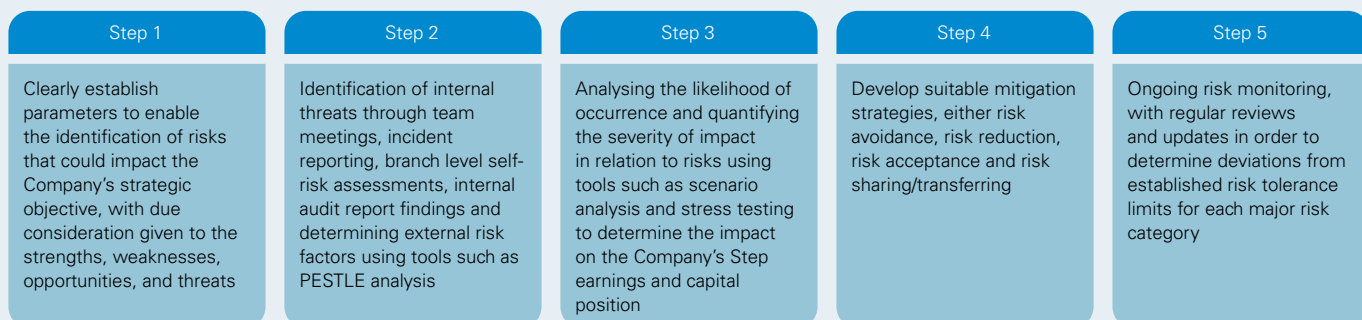 Step 1
Clearly establish
parameters to enable
the identification of risks
that could impact the
Company's strategic
objective, with due
consideration given to the
strengths, weaknesses,
opportunities, and threats
Step 2
Identification of internal
threats through team
meetings, incident
reporting, branch level self-
risk assessments, internal
audit report findings and
determining external risk
factors using tools such as
PESTLE analysis
Step 3
Analysing the likelihood of
occurrence and quantifying
the severity of impact
in relation to risks using
tools such as scenario
analysis and stress testing
to determine the impact
on the Company's Step
earnings and capital
position
Step 4
Develop suitable mitigation
strategies, either risk
avoidance, risk reduction,
risk acceptance and risk
sharing/transferring
Step 5
Ongoing risk monitoring,
with regular reviews
and updates in order to
determine deviations from
established risk tolerance
limits for each major risk
category